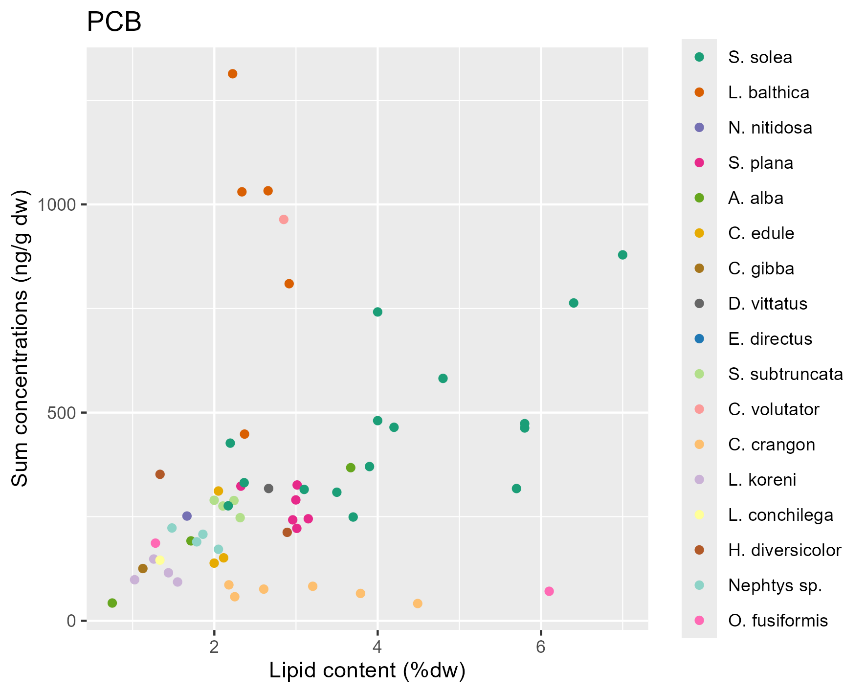 PCB
Sum concentrations (ng/g dw)
1000
500
0
2
4
6
Lipid content (%dw)
S. solea
L. balthica
N. nitidosa
S. plana
A. alba
C. edule
C. gibba
D. vittatus
E. directus
S. subtruncata
C. volutator
C. crangon
L. koreni
L. conchilega
H. diversicolor
Nephtys sp.
O. fusiformis